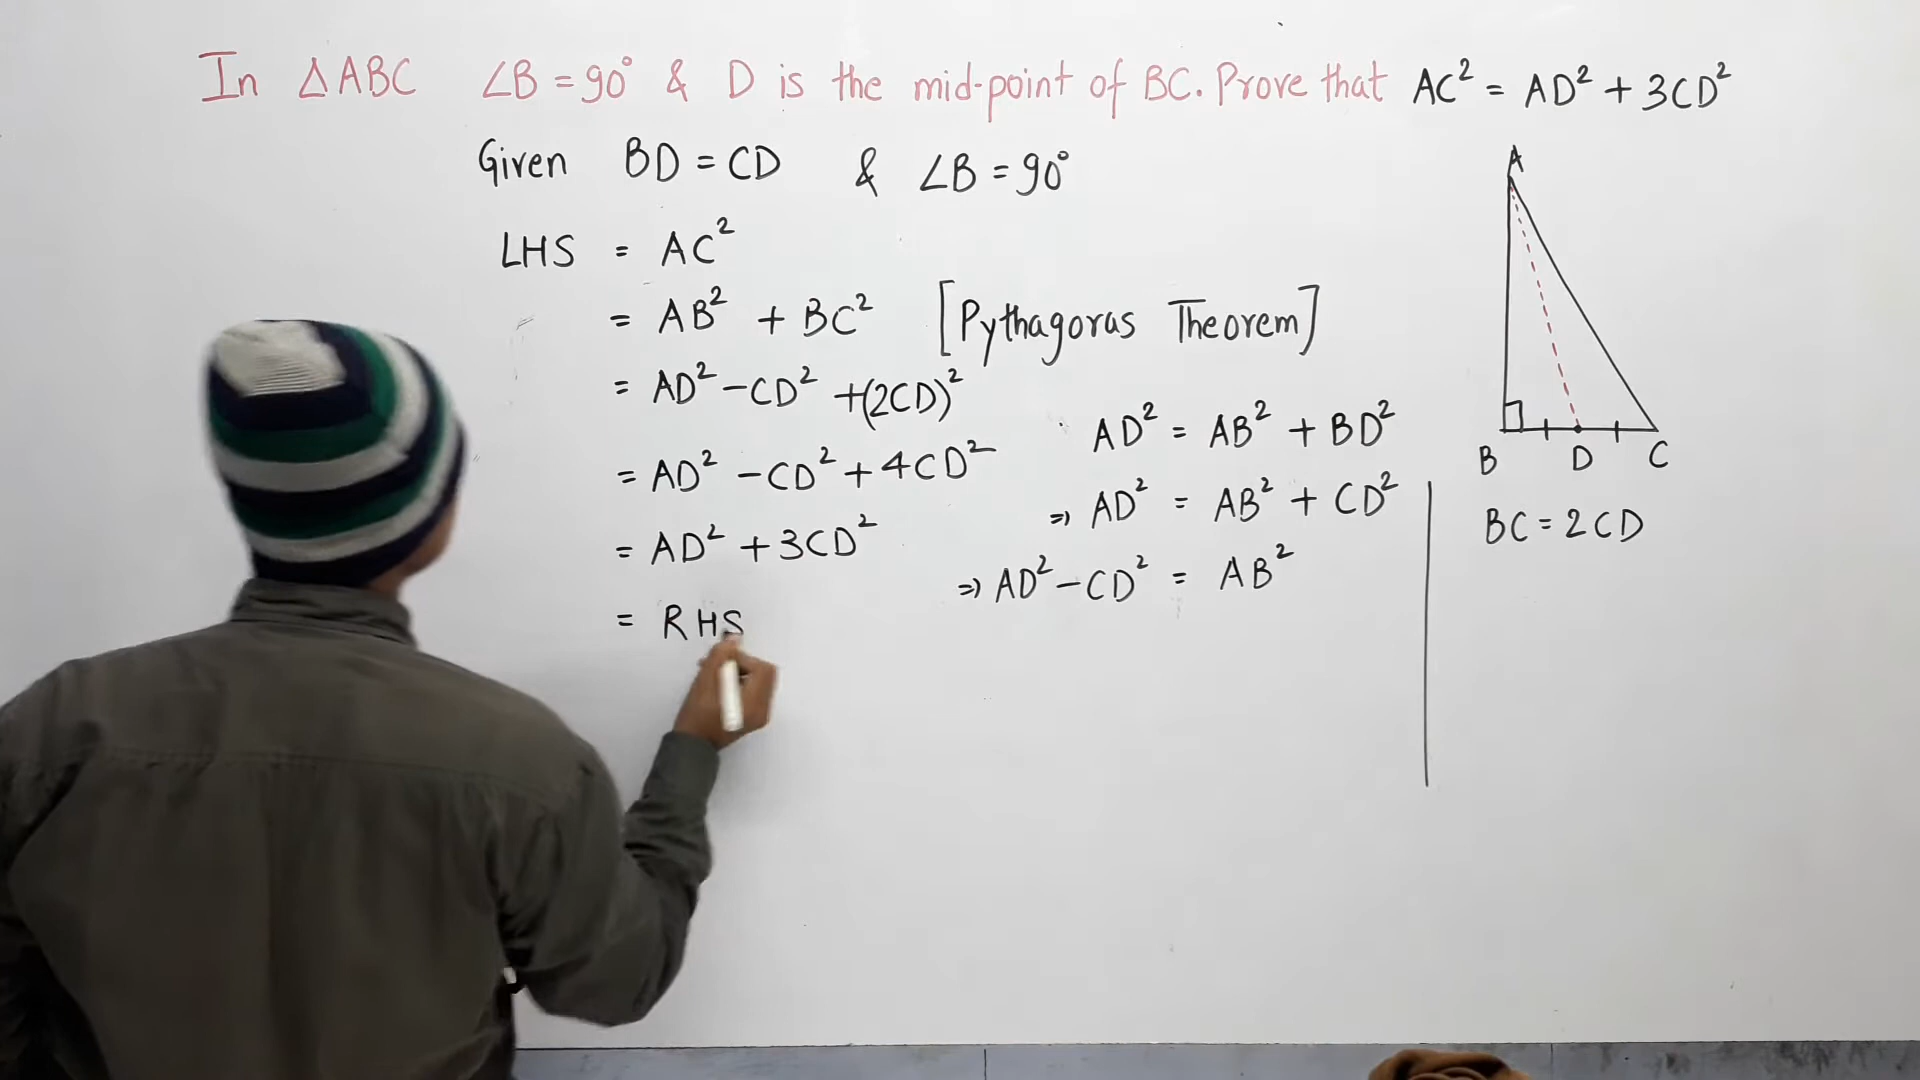 In △ABC ∠B = 90° & D is the mid-point of BC. Prove that AC² = AD² + 3CD²
Given BD = CD & ∠B = 90°
LHS = AC²
= AB² + BC² [Pythagoras Theorem]
= AD² – CD² + (2CD)²
= AD² – CD² + 4CD²
= AD² + 3CD²
= RHS
AD² = AB² + BD²
⇒ AD² = AB² + CD²
⇒ AD² – CD² = AB²
A
B D C
BC = 2CD